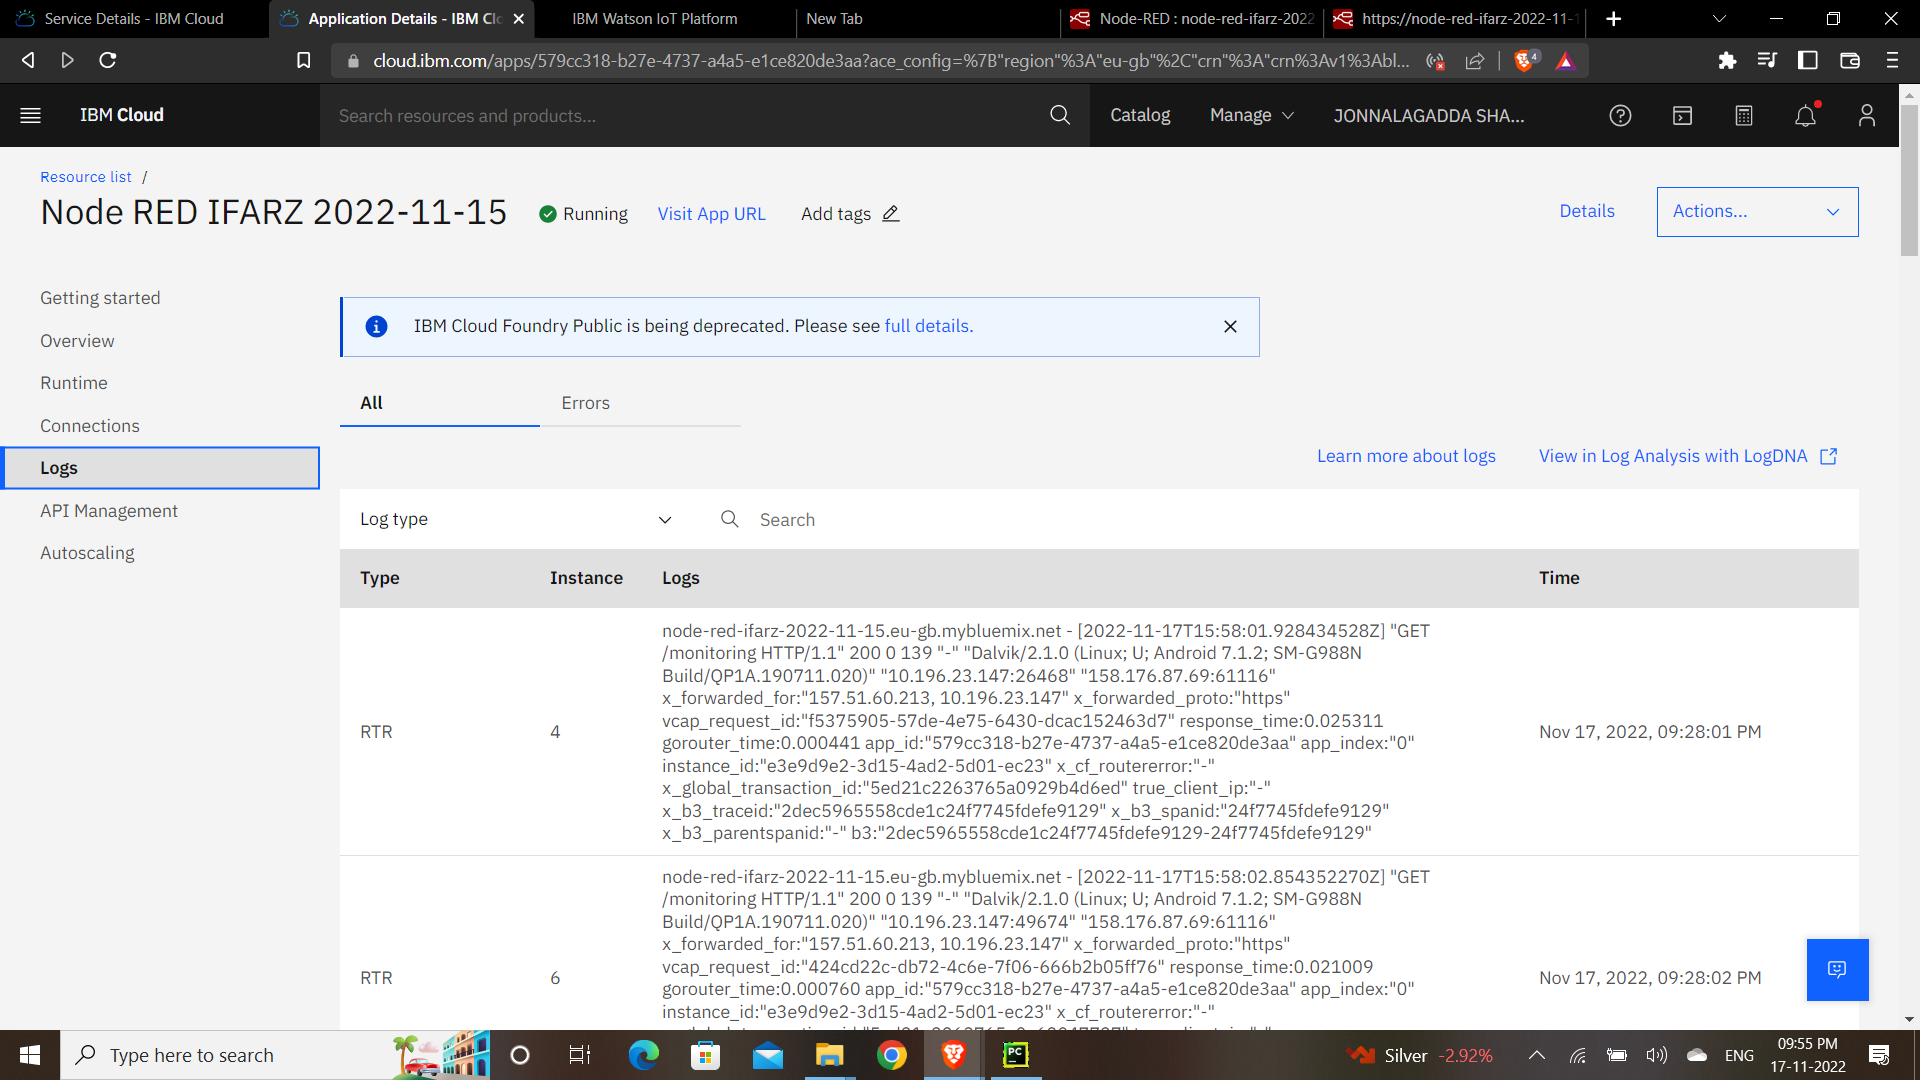 Service Details - IBM Cloud
Application Details - IBM Clo
IBM Watson IoT Platform
New Tab
Node-RED : node-red-ifarz-2022
https://node-red-ifarz-2022-11-1
cloud.ibm.com/apps/579cc318-b27e-4737-a4a5-e1ce820de3aa?ace_config=%7B"region"%3A"eu-gb"%2C"crn"%3A"crn%3Av1%3Abl...
4
IBM Cloud
Search resources and products...
Catalog
Manage
JONNALAGADDA SHA...
Resource list /
Node RED IFARZ 2022-11-15
Running
Visit App URL
Add tags
Details
Actions...
Getting started
Overview
Runtime
Connections
Logs
API Management
Autoscaling
IBM Cloud Foundry Public is being deprecated. Please see full details.
All
Errors
Learn more about logs
View in Log Analysis with LogDNA
Log type
Search
Type
Instance
Logs
Time
RTR
4
node-red-ifarz-2022-11-15.eu-gb.mybluemix.net - [2022-11-17T15:58:01.928434528Z] "GET
/monitoring HTTP/1.1" 200 0 139 "-" "Dalvik/2.1.0 (Linux; U; Android 7.1.2; SM-G988N
Build/QP1A.190711.020)" "10.196.23.147:26468" "158.176.87.69:61116"
x_forwarded_for:"157.51.60.213, 10.196.23.147" x_forwarded_proto:"https"
vcap_request_id:"f5375905-57de-4e75-6430-dcac152463d7" response_time:0.025311
gorouter_time:0.000441 app_id:"579cc318-b27e-4737-a4a5-e1ce820de3aa" app_index:"0"
instance_id:"e3e9d9e2-3d15-4ad2-5d01-ec23" x_cf_routererror:"-"
x_global_transaction_id:"5ed21c2263765a0929b4d6ed" true_client_ip:"-"
x_b3_traceid:"2dec5965558cde1c24f7745fdefe9129" x_b3_spanid:"24f7745fdefe9129"
x_b3_parentspanid:"-" b3:"2dec5965558cde1c24f7745fdefe9129-24f7745fdefe9129"
Nov 17, 2022, 09:28:01 PM
RTR
6
node-red-ifarz-2022-11-15.eu-gb.mybluemix.net - [2022-11-17T15:58:02.854352270Z] "GET
/monitoring HTTP/1.1" 200 0 139 "-" "Dalvik/2.1.0 (Linux; U; Android 7.1.2; SM-G988N
Build/QP1A.190711.020)" "10.196.23.147:49674" "158.176.87.69:61116"
x_forwarded_for:"157.51.60.213, 10.196.23.147" x_forwarded_proto:"https"
vcap_request_id:"424cd22c-db72-4c6e-7f06-666b2b05ff76" response_time:0.021009
gorouter_time:0.000760 app_id:"579cc318-b27e-4737-a4a5-e1ce820de3aa" app_index:"0"
instance_id:"e3e9d9e2-3d15-4ad2-5d01-ec23" x_cf_routererror:"-"
Nov 17, 2022, 09:28:02 PM
Type here to search
PC
Silver -2.92%
ENG
09:55 PM
17-11-2022